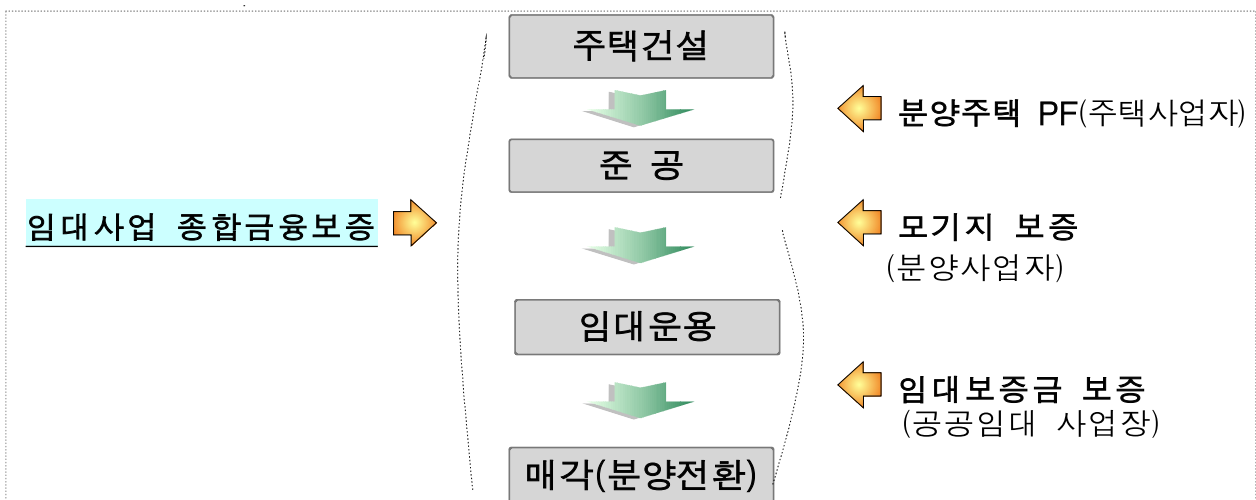 주택건설
분양주택 PF(주택사업자)
준 공
임대사업 종합금융보증
모기지 보증
(분양사업자)
임대운용
임대보증금 보증
(공공임대 사업장)
매각(분양전환)